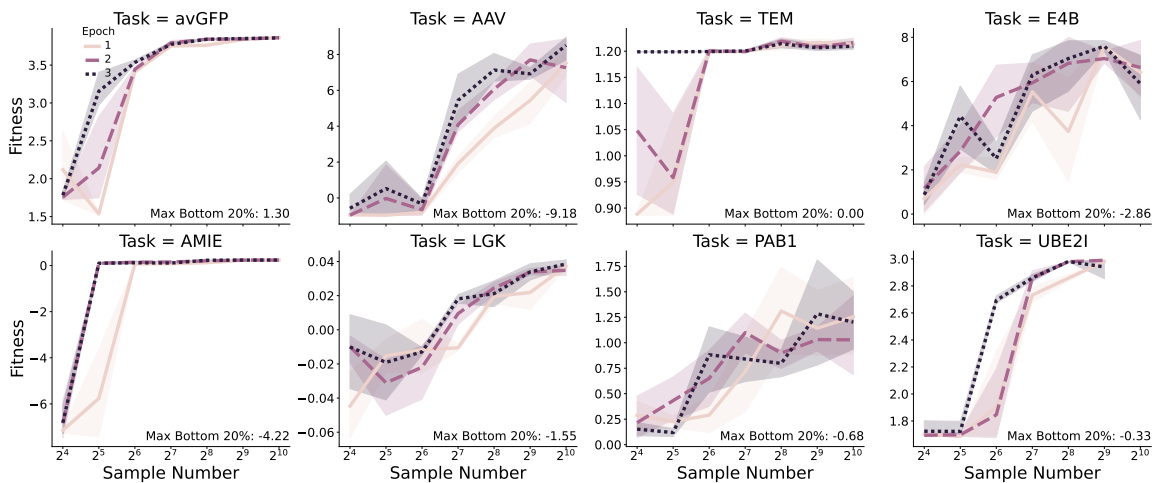 Task = avGFP
Epoch
1
2
3
3.5
3.0
2.5
2.0
1.5
Fitness
Max Bottom 20%: 1.30
Task = AAV
8
6
4
2
0
Max Bottom 20%: -9.18
Task = TEM
1.20
1.15
1.10
1.05
1.00
0.95
0.90
Max Bottom 20%: 0.00
Task = E4B
8
6
4
2
0
Max Bottom 20%: -2.86
Task = AMIE
0
−2
−4
−6
Fitness
Max Bottom 20%: -4.22
2^4 2^5 2^6 2^7 2^8 2^9 2^10
Sample Number
Task = LGK
0.04
0.02
0.00
−0.02
−0.04
−0.06
Max Bottom 20%: -1.55
2^4 2^5 2^6 2^7 2^8 2^9 2^10
Sample Number
Task = PAB1
1.75
1.50
1.25
1.00
0.75
0.50
0.25
0.00
Max Bottom 20%: -0.68
2^4 2^5 2^6 2^7 2^8 2^9 2^10
Sample Number
Task = UBE2I
3.0
2.8
2.6
2.4
2.2
2.0
1.8
Max Bottom 20%: -0.33
2^4 2^5 2^6 2^7 2^8 2^9 2^10
Sample Number